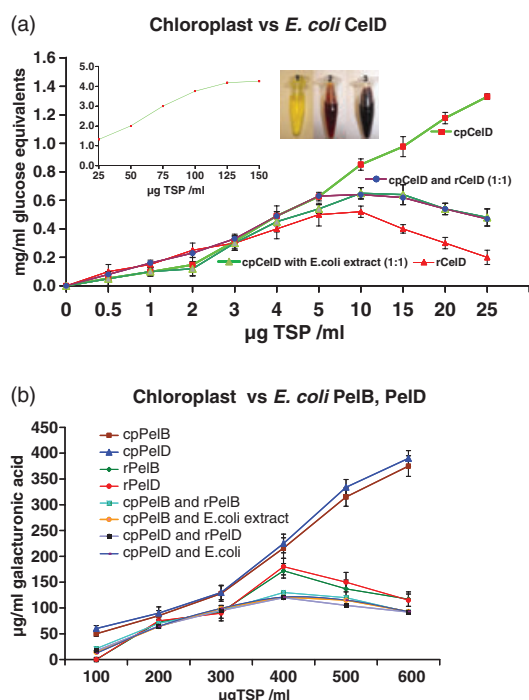 (a)
Chloroplast vs E. coli CelD
mg/ml glucose equivalents
1.6
1.4
1.2
1.0
0.8
0.6
0.4
0.2
0.0
5.0
4.0
3.0
2.0
1.0
0.0
25 50 75 100 125 150
µg TSP /ml
cpCelD
cpCelD and rCelD (1:1)
cpCelD with E.coli extract (1:1)
rCelD
0 0.5 1 2 3 4 5 10 15 20 25
µg TSP /ml
(b)
Chloroplast vs E. coli PelB, PelD
µg/ml galacturonic acid
450
400
350
300
250
200
150
100
50
0
cpPelB
cpPelD
rPelB
rPelD
cpPelB and rPelB
cpPelB and E.coli extract
cpPelD and rPelD
cpPelD and E.coli
100 200 300 400 500 600
µgTSP /ml